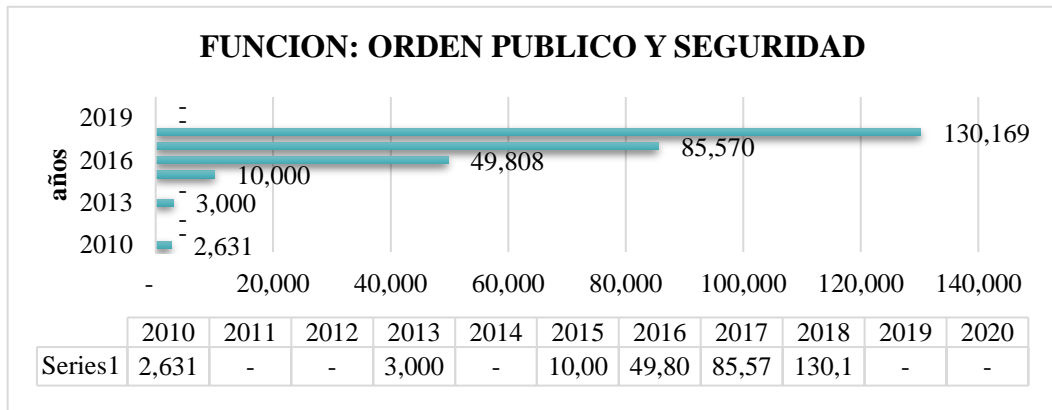 FUNCION: ORDEN PUBLICO Y SEGURIDAD
años
-
2019 -
130,169
85,570
2016 49,808
10,000
-
2013 3,000
-
-
2010 2,631
- 20,000 40,000 60,000 80,000 100,000 120,000 140,000
2010 2011 2012 2013 2014 2015 2016 2017 2018 2019 2020
Series1 2,631 - - 3,000 - 10,00 49,80 85,57 130,1 - -